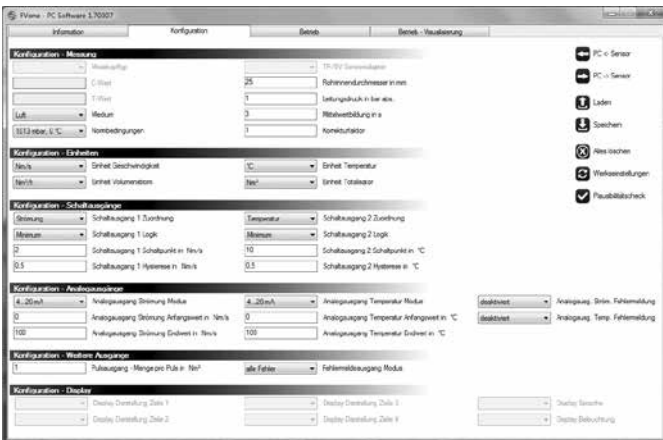 FVone - PC Software 1.70307
Information Konfiguration Betrieb Betrieb - Visualisierung
Konfiguration - Messung
C-Wert 25 Rohrinnendurchmesser in mm
T-Wert 1 Leitungsdruck in bar abs.
Luft Medium 3 Mittelwertbildung in s
1013 mbar, 0 °C Normbedingungen 1 Korrekturfaktor
PC <- Sensor
PC -> Sensor
Laden
Speichern
Alles löschen
Werkseinstellungen
Plausibilitätscheck
Konfiguration - Einheiten
Nm/s Einheit Geschwindigkeit °C Einheit Temperatur
Nm³/h Einheit Volumenstrom Nm³ Einheit Totalisator
Konfiguration - Schaltausgänge
Strömung Schaltausgang 1 Zuordnung Temperatur Schaltausgang 2 Zuordnung
Minimum Schaltausgang 1 Logik Minimum Schaltausgang 2 Logik
2 Schaltausgang 1 Schaltpunkt in Nm/s 10 Schaltausgang 2 Schaltpunkt in °C
0.5 Schaltausgang 1 Hysterese in Nm/s 0.5 Schaltausgang 2 Hysterese in °C
Konfiguration - Analogausgänge
4...20 mA Analogausgang Strömung Modus 4...20 mA Analogausgang Temperatur Modus deaktiviert Analogausg. Ström. Fehlermeldung
0 Analogausgang Strömung Anfangswert in Nm/s 0 Analogausgang Temperatur Anfangswert in °C deaktiviert Analogausg. Temp. Fehlermeldung
100 Analogausgang Strömung Endwert in Nm/s 100 Analogausgang Temperatur Endwert in °C
Konfiguration - Weitere Ausgänge
1 Pulsausgang - Menge pro Puls in Nm³ alle Fehler Fehlermeldeausgang Modus
Konfiguration - Display
Display Darstellung Zeile 1 Display Darstellung Zeile 3 Display Sprache
Display Darstellung Zeile 2 Display Darstellung Zeile 4 Display Beleuchtung